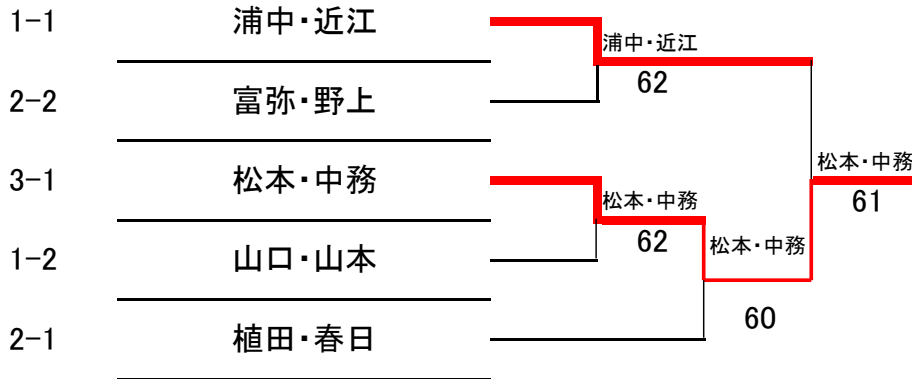 1-1 浦中・近江
浦中・近江
62
2-2 富弥・野上
松本・中務
61
3-1 松本・中務
松本・中務
62
松本・中務
1-2 山口・山本
60
2-1 植田・春日